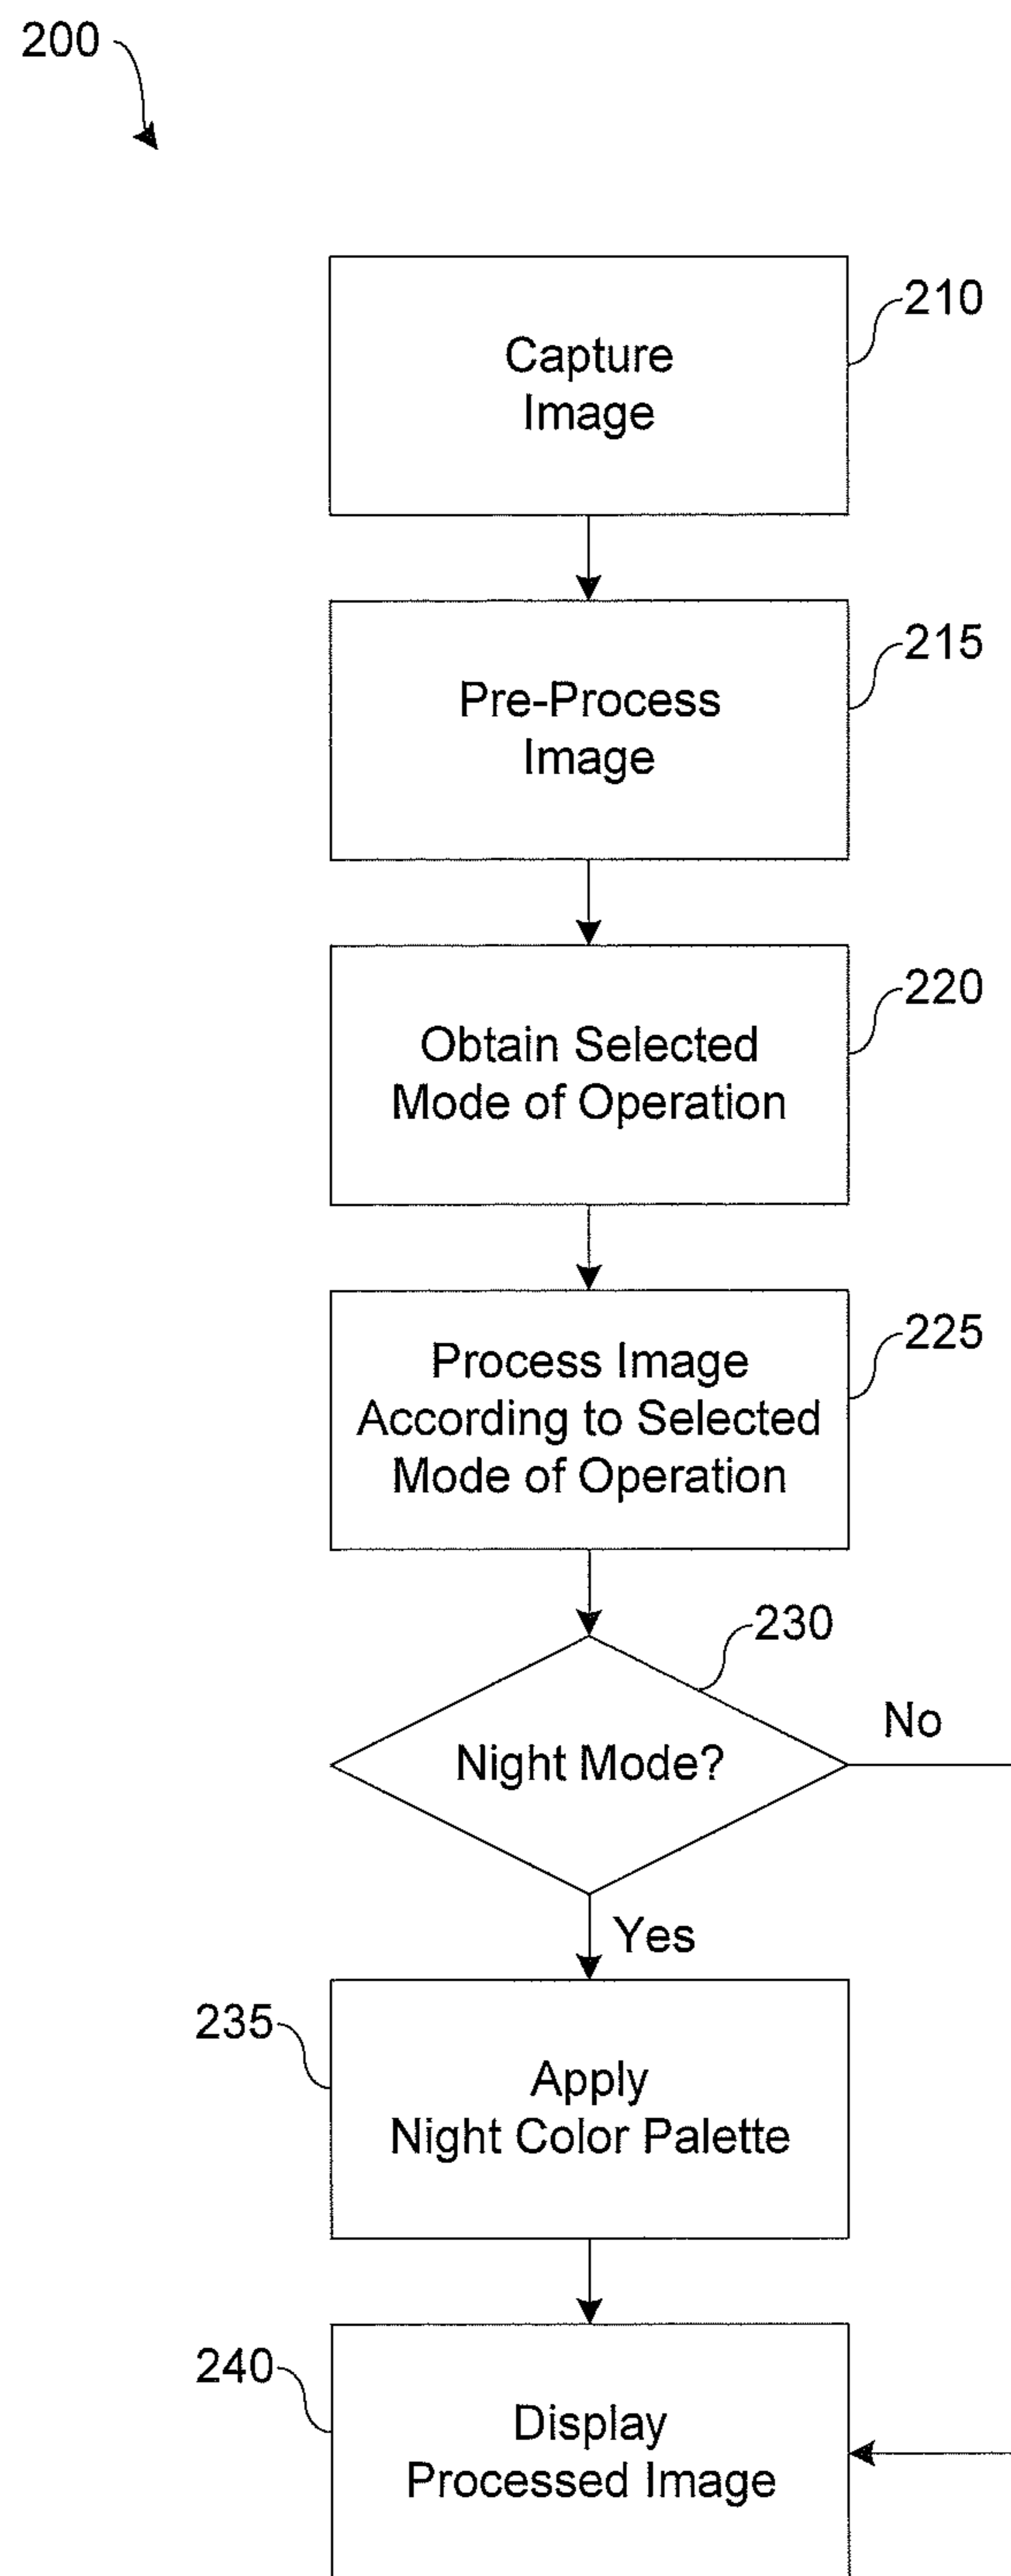 200
Capture
Image
210
Pre-Process
Image
215
Obtain Selected
Mode of Operation
220
Process Image
According to Selected
Mode of Operation
225
230
Night Mode?
No
Yes
235
Apply
Night Color Palette
240
Display
Processed Image